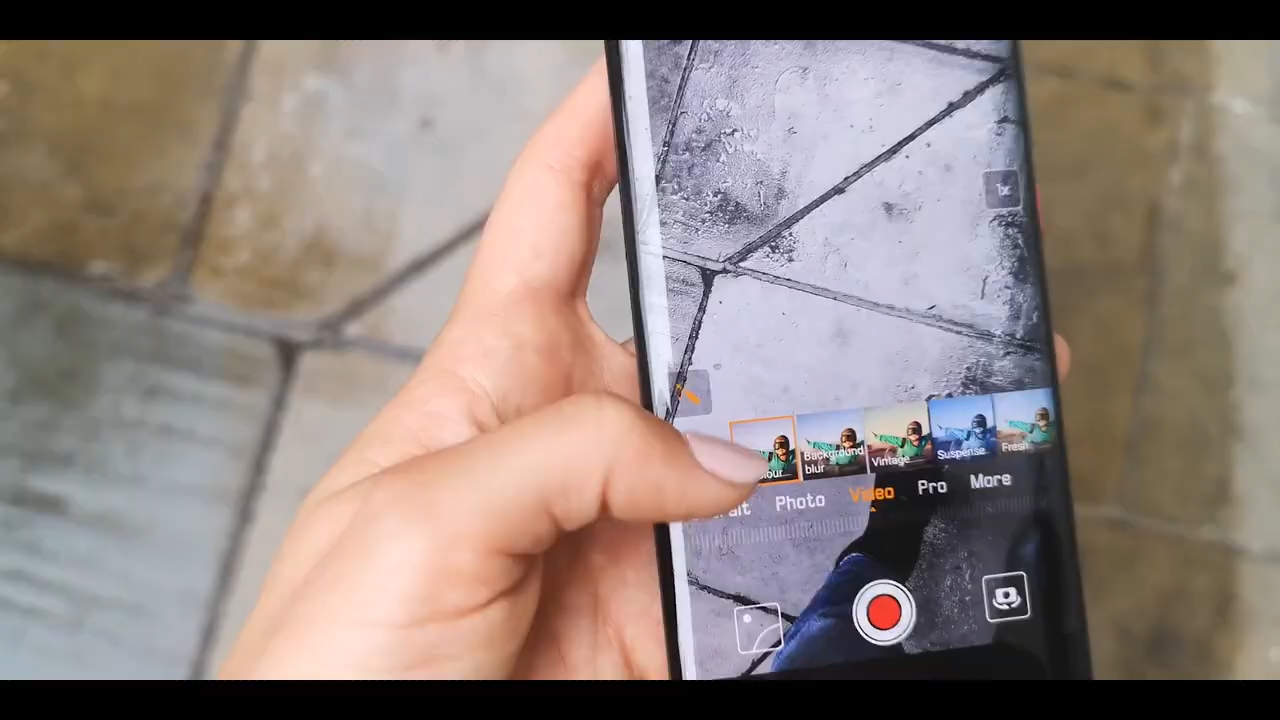 1x
Background
blur
Vintage
Suspense
Fresh
Photo
Video
Pro
More